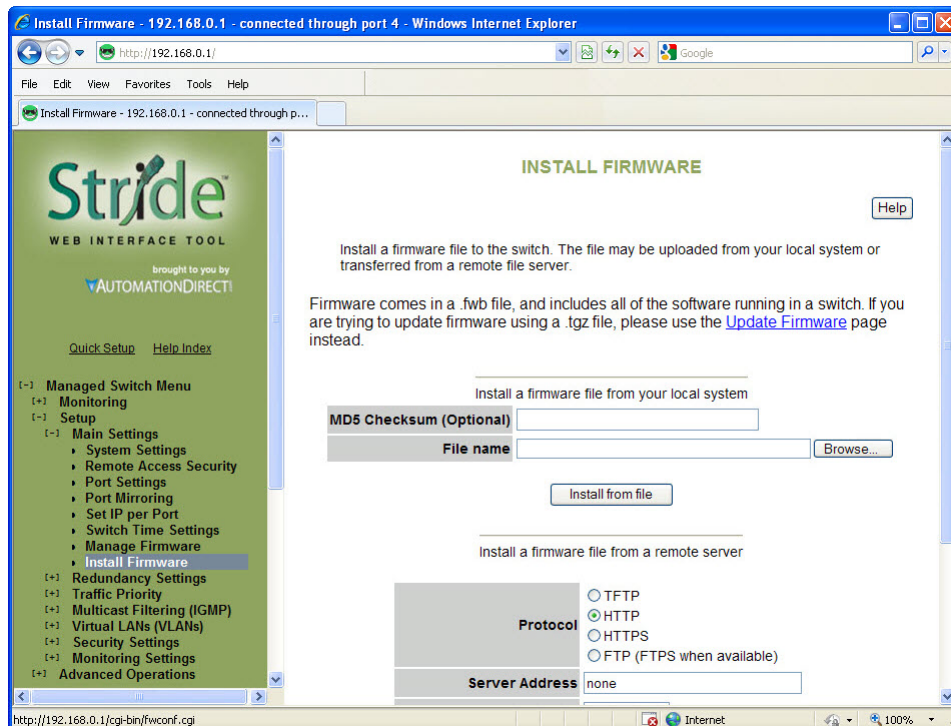 Install Firmware - 192.168.0.1 - connected through port 4 - Windows Internet Explorer
http://192.168.0.1/
Google
File Edit View Favorites Tools Help
Install Firmware - 192.168.0.1 - connected through p...
Stride™
WEB INTERFACE TOOL
brought to you by
AUTOMATIONDIRECT
Quick Setup Help Index
[-] Managed Switch Menu
[+] Monitoring
[-] Setup
[-] Main Settings
System Settings
Remote Access Security
Port Settings
Port Mirroring
Set IP per Port
Switch Time Settings
Manage Firmware
Install Firmware
[+] Redundancy Settings
[+] Traffic Priority
[+] Multicast Filtering (IGMP)
[+] Virtual LANs (VLANs)
[+] Security Settings
[+] Monitoring Settings
[+] Advanced Operations
INSTALL FIRMWARE
Help
Install a firmware file to the switch. The file may be uploaded from your local system or
transferred from a remote file server.
Firmware comes in a .fwb file, and includes all of the software running in a switch. If you
are trying to update firmware using a .tgz file, please use the Update Firmware page
instead.
Install a firmware file from your local system
MD5 Checksum (Optional)
File name Browse...
Install from file
Install a firmware file from a remote server
Protocol
TFTP
HTTP
HTTPS
FTP (FTPS when available)
Server Address none
http://192.168.0.1/cgi-bin/fwconf.cgi
Internet
100%